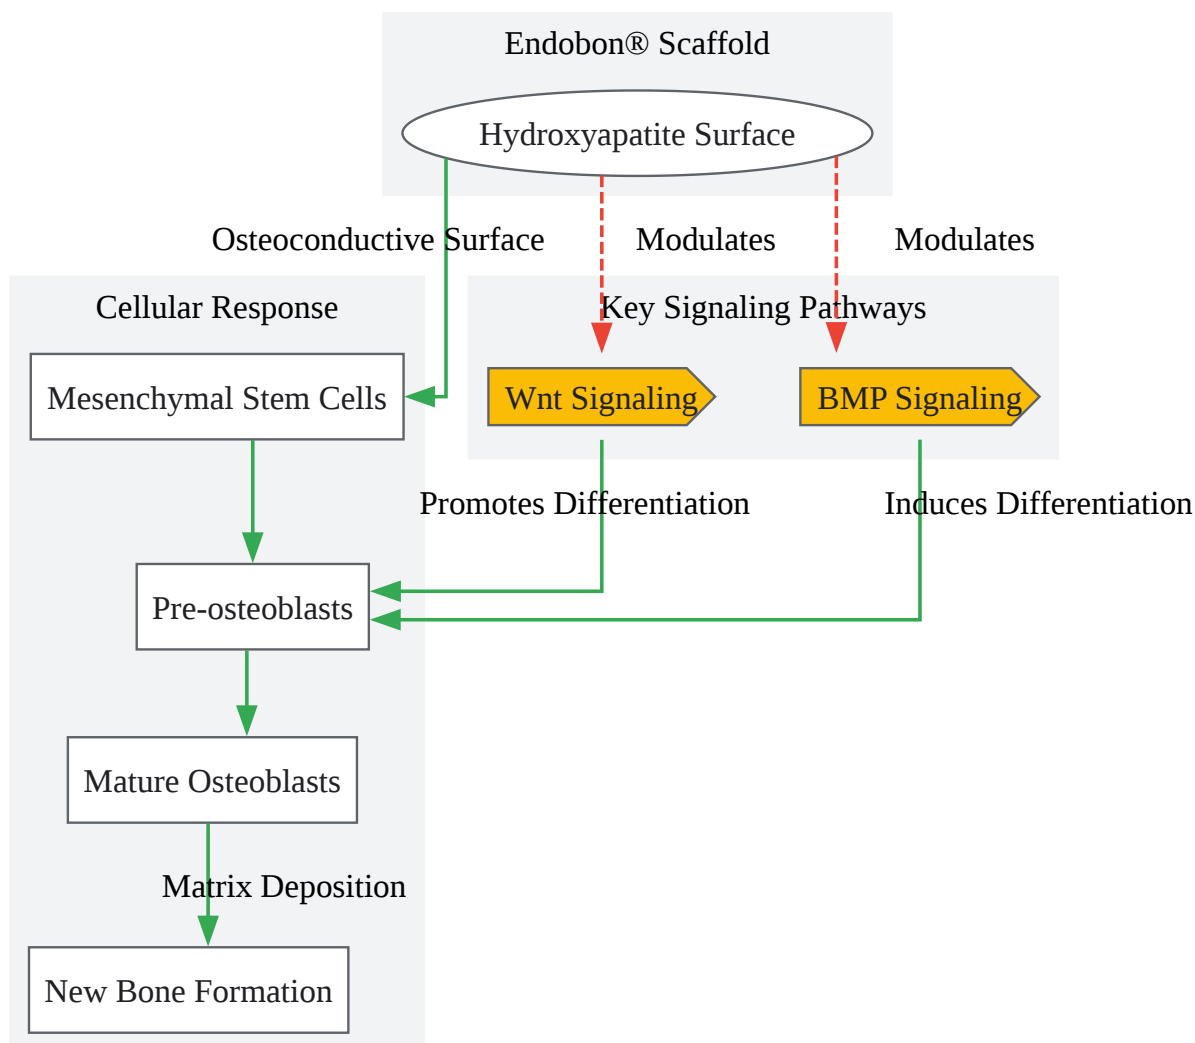 Endobon® Scaffold
Hydroxyapatite Surface
Osteoconductive Surface
Modulates
Modulates
Cellular Response
Key Signaling Pathways
Mesenchymal Stem Cells
Wnt Signaling
BMP Signaling
Promotes Differentiation
Induces Differentiation
Pre-osteoblasts
Mature Osteoblasts
Matrix Deposition
New Bone Formation